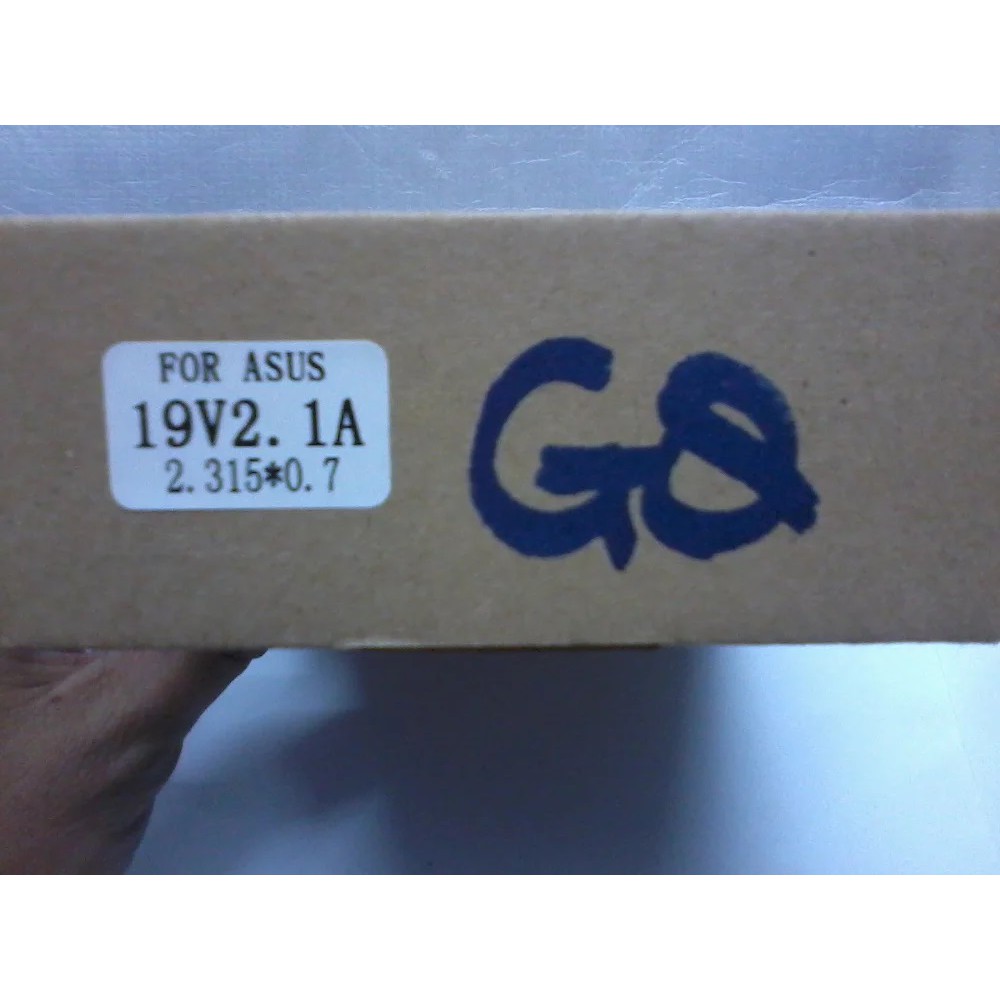 FOR ASUS
19V2.1A
2.315*0.7
G8